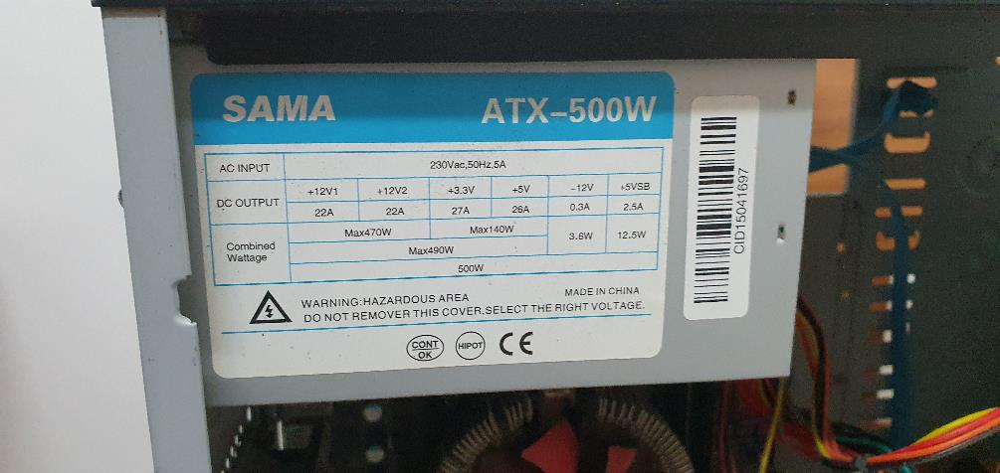 SAMA ATX-500W
AC INPUT 230Vac,50Hz,5A
DC OUTPUT +12V1 +12V2 +3.3V +5V -12V +5VSB
22A 22A 27A 26A 0.3A 2.5A
Combined Wattage Max470W Max140W 3.6W 12.5W
Max490W
500W
WARNING:HAZARDOUS AREA MADE IN CHINA
DO NOT REMOVER THIS COVER,SELECT THE RIGHT VOLTAGE.
CONT OK HIPOT CE
CID15041697